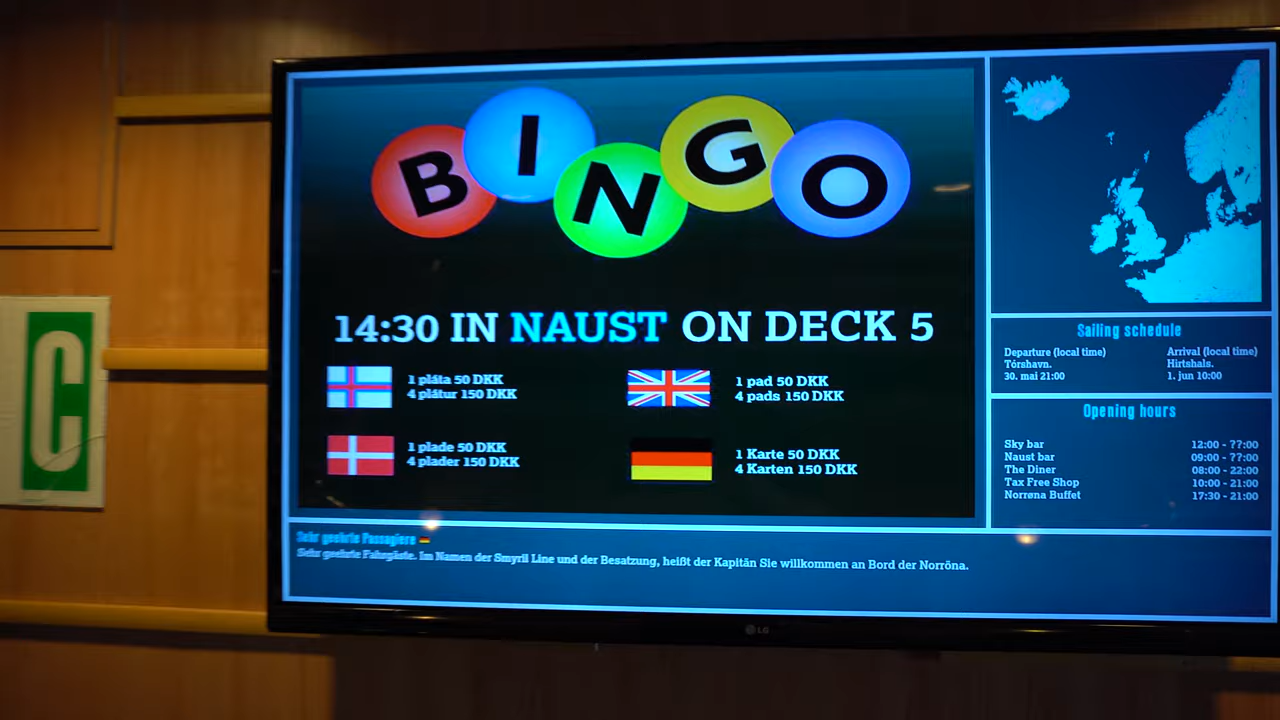 BINGO
14:30 IN NAUST ON DECK 5
1 pláta 50 DKK
4 plátur 150 DKK
1 pad 50 DKK
4 pads 150 DKK
1 plade 50 DKK
4 plader 150 DKK
1 Karte 50 DKK
4 Karten 150 DKK
Sailing schedule
Departure (local time) Arrival (local time)
Tórshavn. Hirtshals.
30. mai 21:00 1. jun 10:00
Opening hours
Sky bar 12:00 - ??:00
Naust bar 09:00 - ??:00
The Diner 08:00 - 22:00
Tax Free Shop 10:00 - 21:00
Norrøna Buffet 17:30 - 21:00
Sehr geehrte Passagiere
Sehr geehrte Fahrgäste. Im Namen der Smyril Line und der Besatzung, heißt der Kapitän Sie willkommen an Bord der Norröna.
LG
C